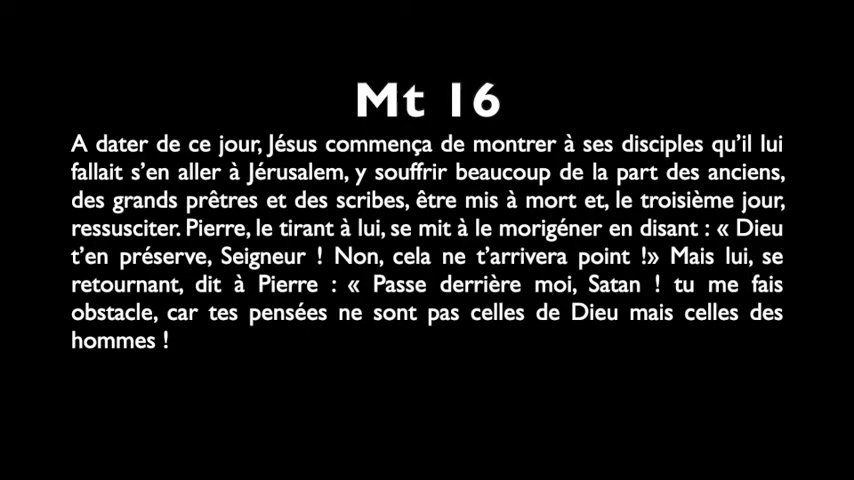 Mt 16
A dater de ce jour, Jésus commença de montrer à ses disciples qu'il lui
fallait s'en aller à Jérusalem, y souffrir beaucoup de la part des anciens,
des grands prêtres et des scribes, être mis à mort et, le troisième jour,
ressusciter. Pierre, le tirant à lui, se mit à le morigéner en disant : « Dieu
t'en préserve, Seigneur ! Non, cela ne t'arrivera point !» Mais lui, se
retournant, dit à Pierre : « Passe derrière moi, Satan ! tu me fais
obstacle, car tes pensées ne sont pas celles de Dieu mais celles des
hommes !